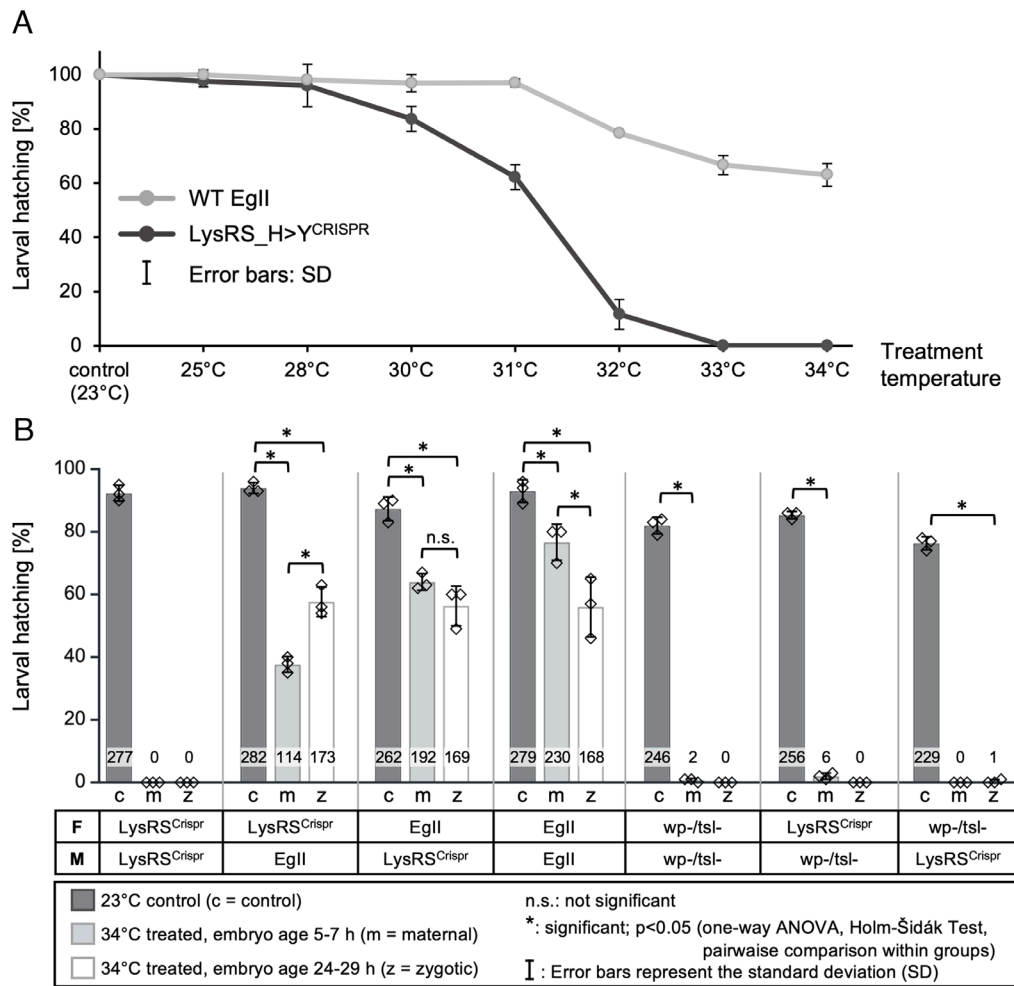 A
Larval hatching [%]
100
80
60
40
20
0
WT EgII
LysRS_H>Y^CRISPR
Error bars: SD
control
(23°C)
25°C
28°C
30°C
31°C
32°C
33°C
34°C
Treatment
temperature
B
Larval hatching [%]
100
80
60
40
20
0
* * *
* * n.s.
* * *
*
*
*
277 0 0
282 114 173
262 192 169
279 230 168
246 2 0
256 6 0
229 0 1
c m z c m z c m z c m z c m z c m z c m z
F LysRS^Crispr LysRS^Crispr EgII EgII wp-/tsl- LysRS^Crispr wp-/tsl-
M LysRS^Crispr EgII LysRS^Crispr EgII wp-/tsl- wp-/tsl- LysRS^Crispr
23°C control (c = control)
34°C treated, embryo age 5-7 h (m = maternal)
34°C treated, embryo age 24-29 h (z = zygotic)
n.s.: not significant
*: significant; p<0.05 (one-way ANOVA, Holm-Šidák Test,
pairwise comparison within groups)
: Error bars represent the standard deviation (SD)